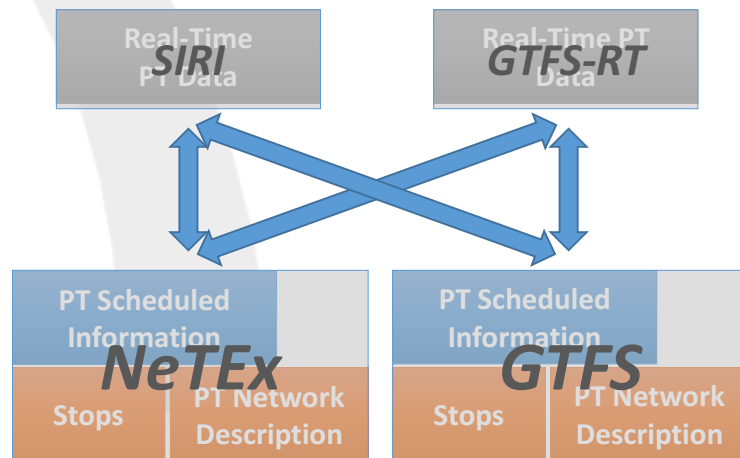 Real-Time
PT Data
SIRI
Real-Time PT
Data
GTFS-RT
PT Scheduled
Information
NeTEx
Stops
PT Network
Description
PT Scheduled
Information
GTFS
Stops
PT Network
Description